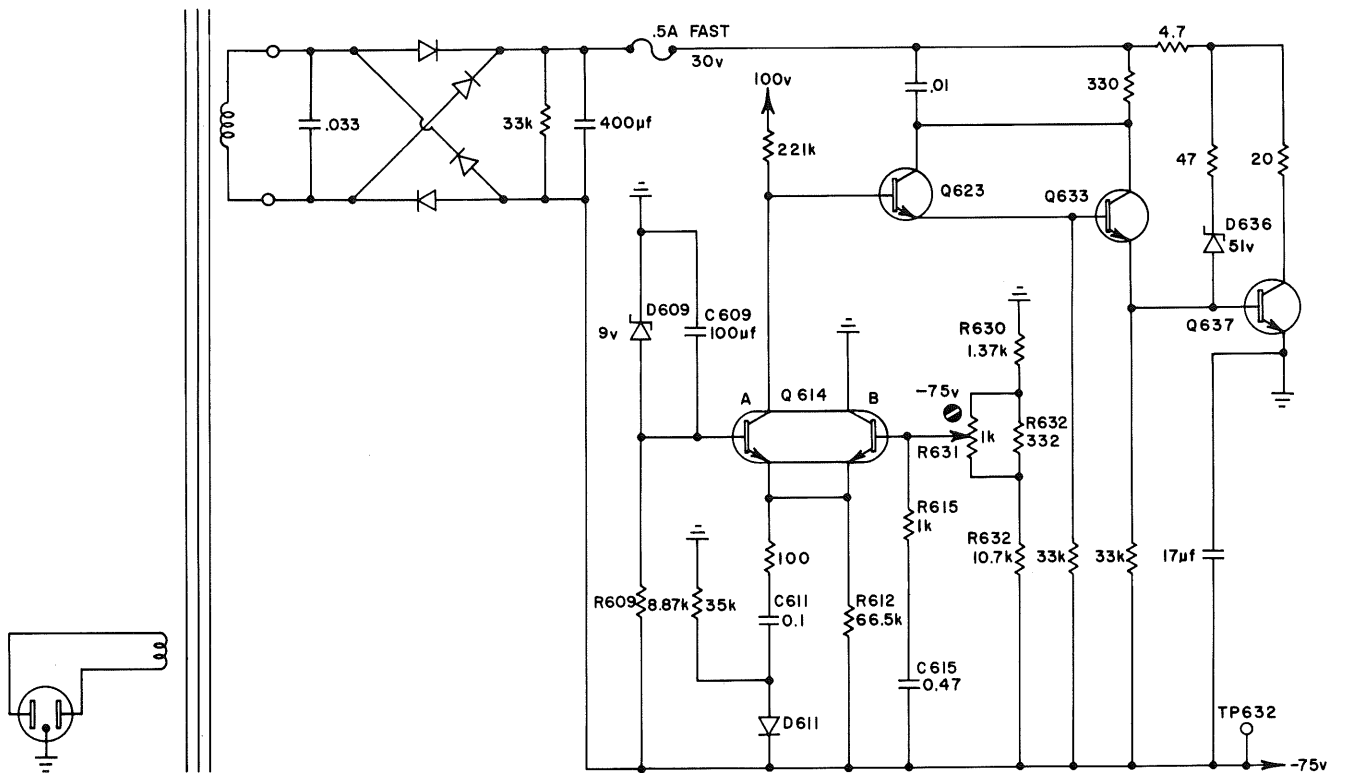 .5A FAST
30v
4.7
100v
.01
330
.033
33k
400µf
221k
47
20
Q623
Q633
D636
51v
D609
9v
C609
100µf
R630
1.37k
Q637
A
Q614
B
-75v
R631
1k
R632
332
R615
1k
100
R632
10.7k
33k
33k
17µf
R609
8.87k
35k
C611
0.1
R612
66.5k
C615
0.47
D611
TP632
-75v